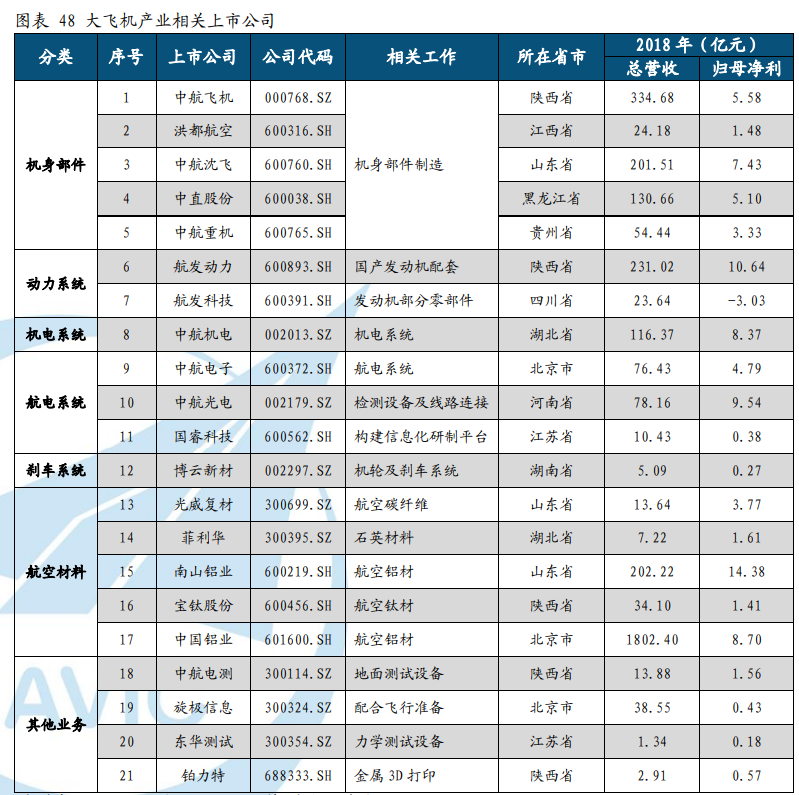 图表 48 大飞机产业相关上市公司
分类 序号 上市公司 公司代码 相关工作 所在省市 2018年（亿元）
总营收 归母净利
机身部件 机身部件制造
1 中航飞机 000768.SZ 陕西省 334.68 5.58
2 洪都航空 600316.SH 江西省 24.18 1.48
3 中航沈飞 600760.SH 山东省 201.51 7.43
4 中直股份 600038.SH 黑龙江省 130.66 5.10
5 中航重机 600765.SH 贵州省 54.44 3.33
动力系统
6 航发动力 600893.SH 国产发动机配套 陕西省 231.02 10.64
7 航发科技 600391.SH 发动机部分零部件 四川省 23.64 -3.03
机电系统 8 中航机电 002013.SZ 机电系统 湖北省 116.37 8.37
航电系统
9 中航电子 600372.SH 航电系统 北京市 76.43 4.79
10 中航光电 002179.SZ 检测设备及线路连接 河南省 78.16 9.54
11 国睿科技 600562.SH 构建信息化研制平台 江苏省 10.43 0.38
刹车系统 12 博云新材 002297.SZ 机轮及刹车系统 湖南省 5.09 0.27
航空材料
13 光威复材 300699.SZ 航空碳纤维 山东省 13.64 3.77
14 菲利华 300395.SZ 石英材料 湖北省 7.22 1.61
15 南山铝业 600219.SH 航空铝材 山东省 202.22 14.38
16 宝钛股份 600456.SH 航空钛材 陕西省 34.10 1.41
17 中国铝业 601600.SH 航空铝材 北京市 1802.40 8.70
其他业务
18 中航电测 300114.SZ 地面测试设备 陕西省 13.88 1.56
19 旋极信息 300324.SZ 配合飞行准备 北京市 38.55 0.43
20 东华测试 300354.SZ 力学测试设备 江苏省 1.34 0.18
21 铂力特 688333.SH 金属3D打印 陕西省 2.91 0.57
AVIC